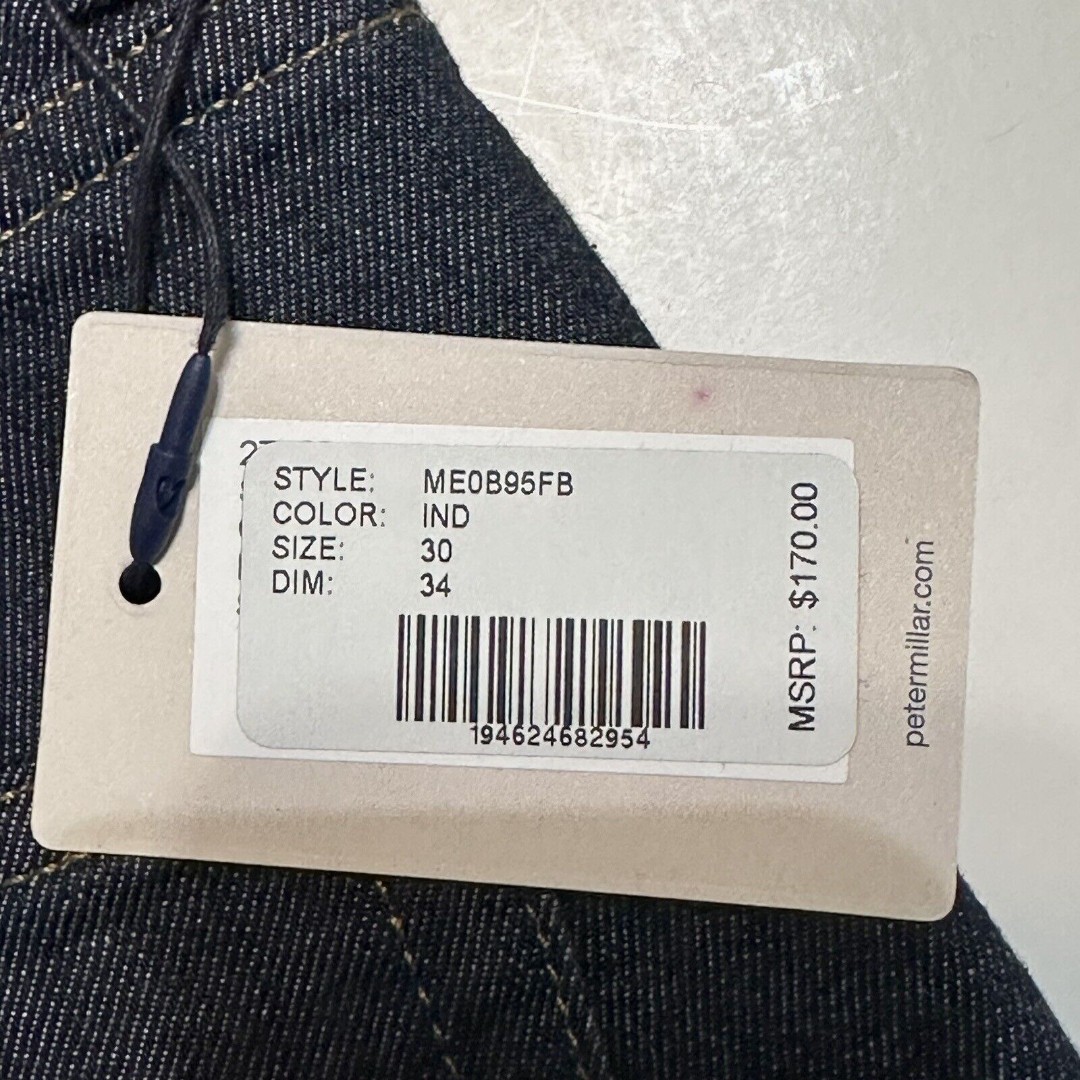 STYLE: ME0B95FB
COLOR: IND
SIZE: 30
DIM: 34
194624682954
MSRP: $170.00
petermillar.com